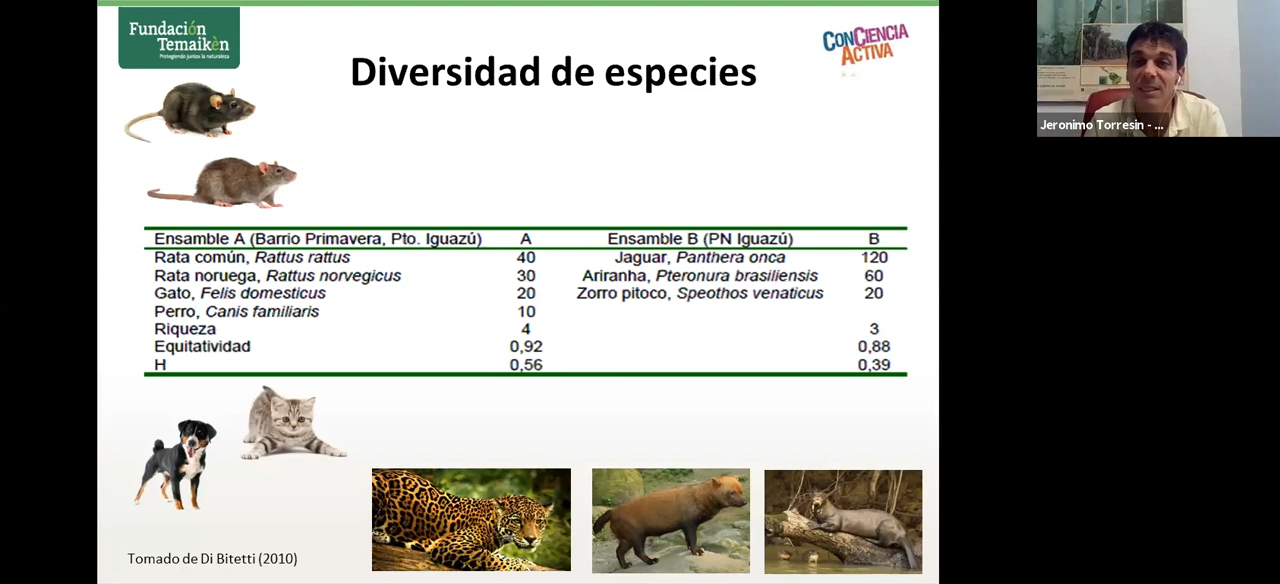 Fundación
Temaikèn
Protegiendo juntos la naturaleza
CONCIENCIA
ACTIVA
Diversidad de especies
Jeronimo Torresin - ...
Ensamble A (Barrio Primavera, Pto. Iguazú) A Ensamble B (PN Iguazú) B
Rata común, Rattus rattus 40 Jaguar, Panthera onca 120
Rata noruega, Rattus norvegicus 30 Ariranha, Pteronura brasiliensis 60
Gato, Felis domesticus 20 Zorro pitoco, Speothos venaticus 20
Perro, Canis familiaris 10
Riqueza 4 3
Equitatividad 0,92 0,88
H 0,56 0,39
Tomado de Di Bitetti (2010)